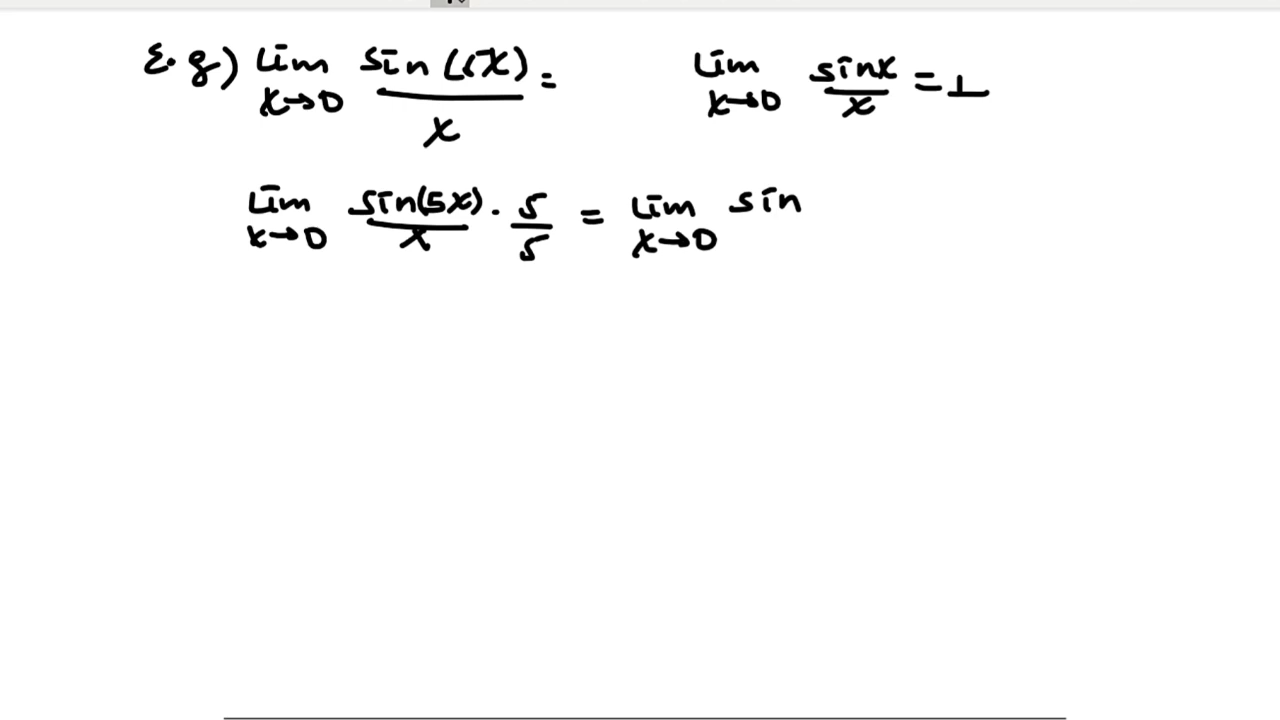 E.g) lim x→0 sin(5x)/x = lim x→0 sinx/x = 1
lim x→0 sin(5x)/x · 5/5 = lim x→0 sin